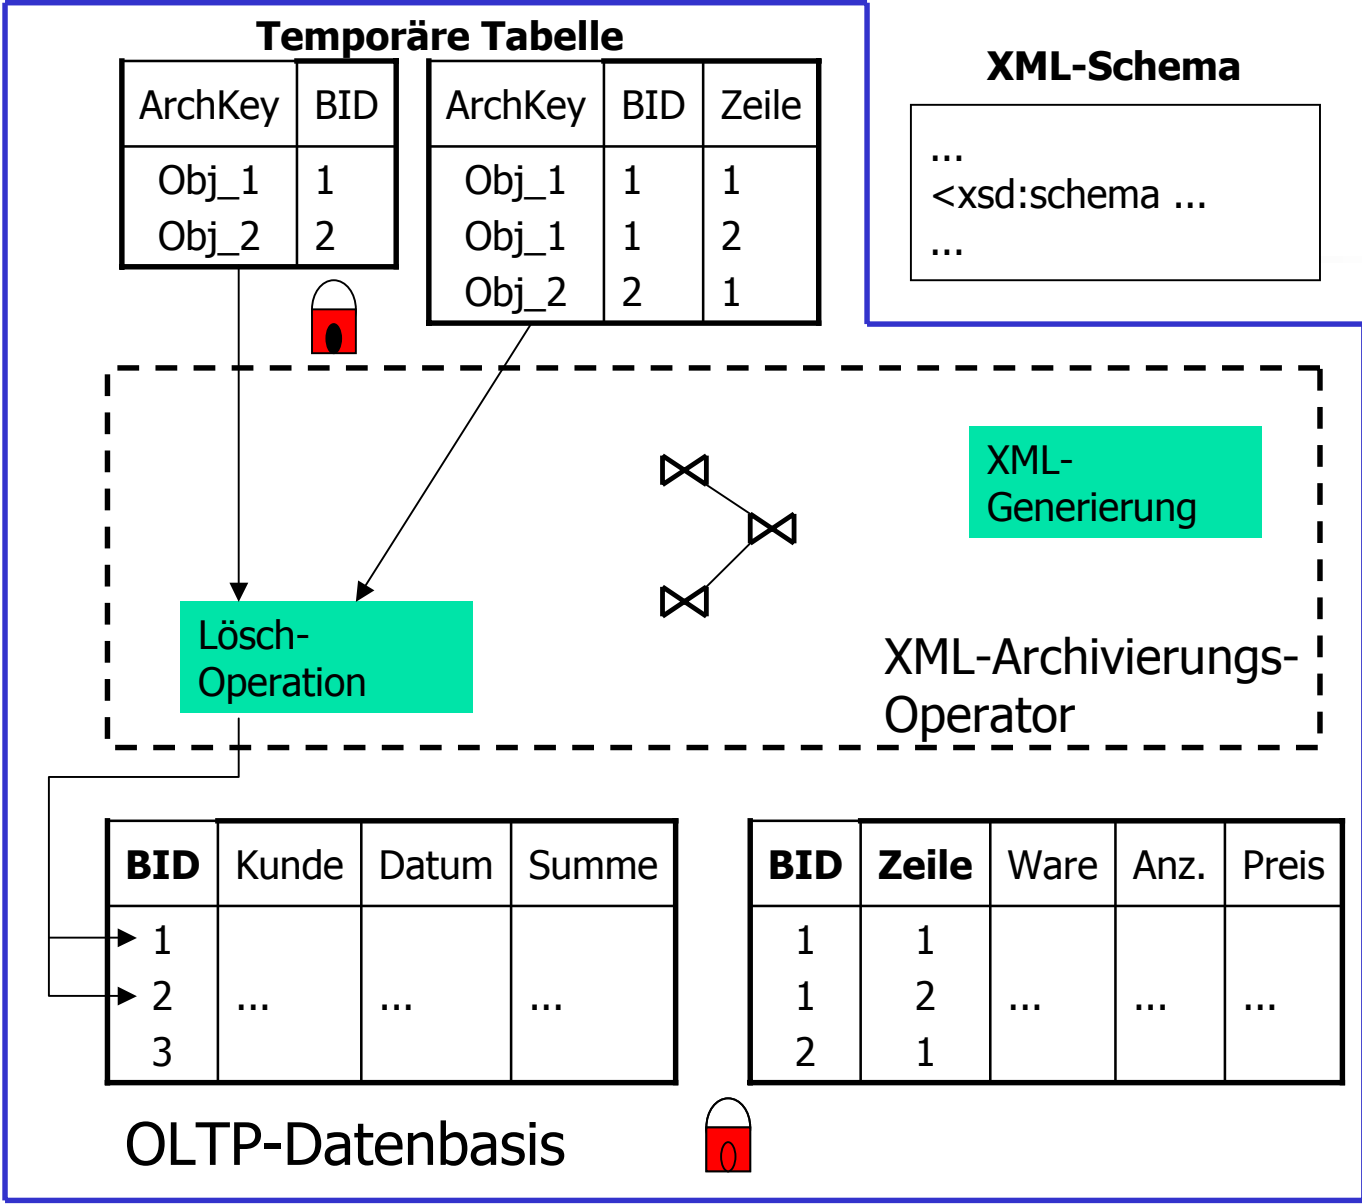 Temporäre Tabelle
ArchKey BID
Obj_1 1
Obj_2 2
ArchKey BID Zeile
Obj_1 1 1
Obj_1 1 2
Obj_2 2 1
XML-Schema
...
<xsd:schema ...
...
XML-
Generierung
Lösch-
Operation
XML-Archivierungs-
Operator
BID Kunde Datum Summe
1
2 ... ... ...
3
BID Zeile Ware Anz. Preis
1 1
1 2 ... ... ...
2 1
OLTP-Datenbasis